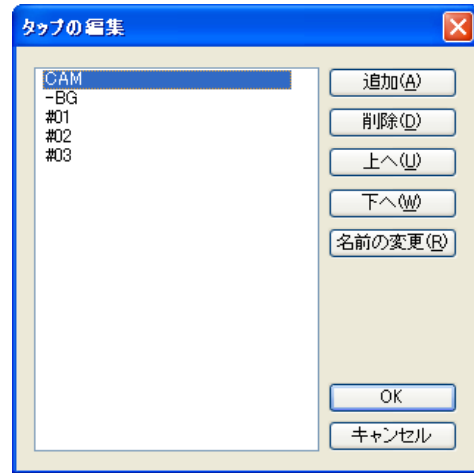 タップの編集
CAM
-BG
#01
#02
#03
追加(A)
削除(D)
上へ(U)
下へ(W)
名前の変更(R)
OK
キャンセル